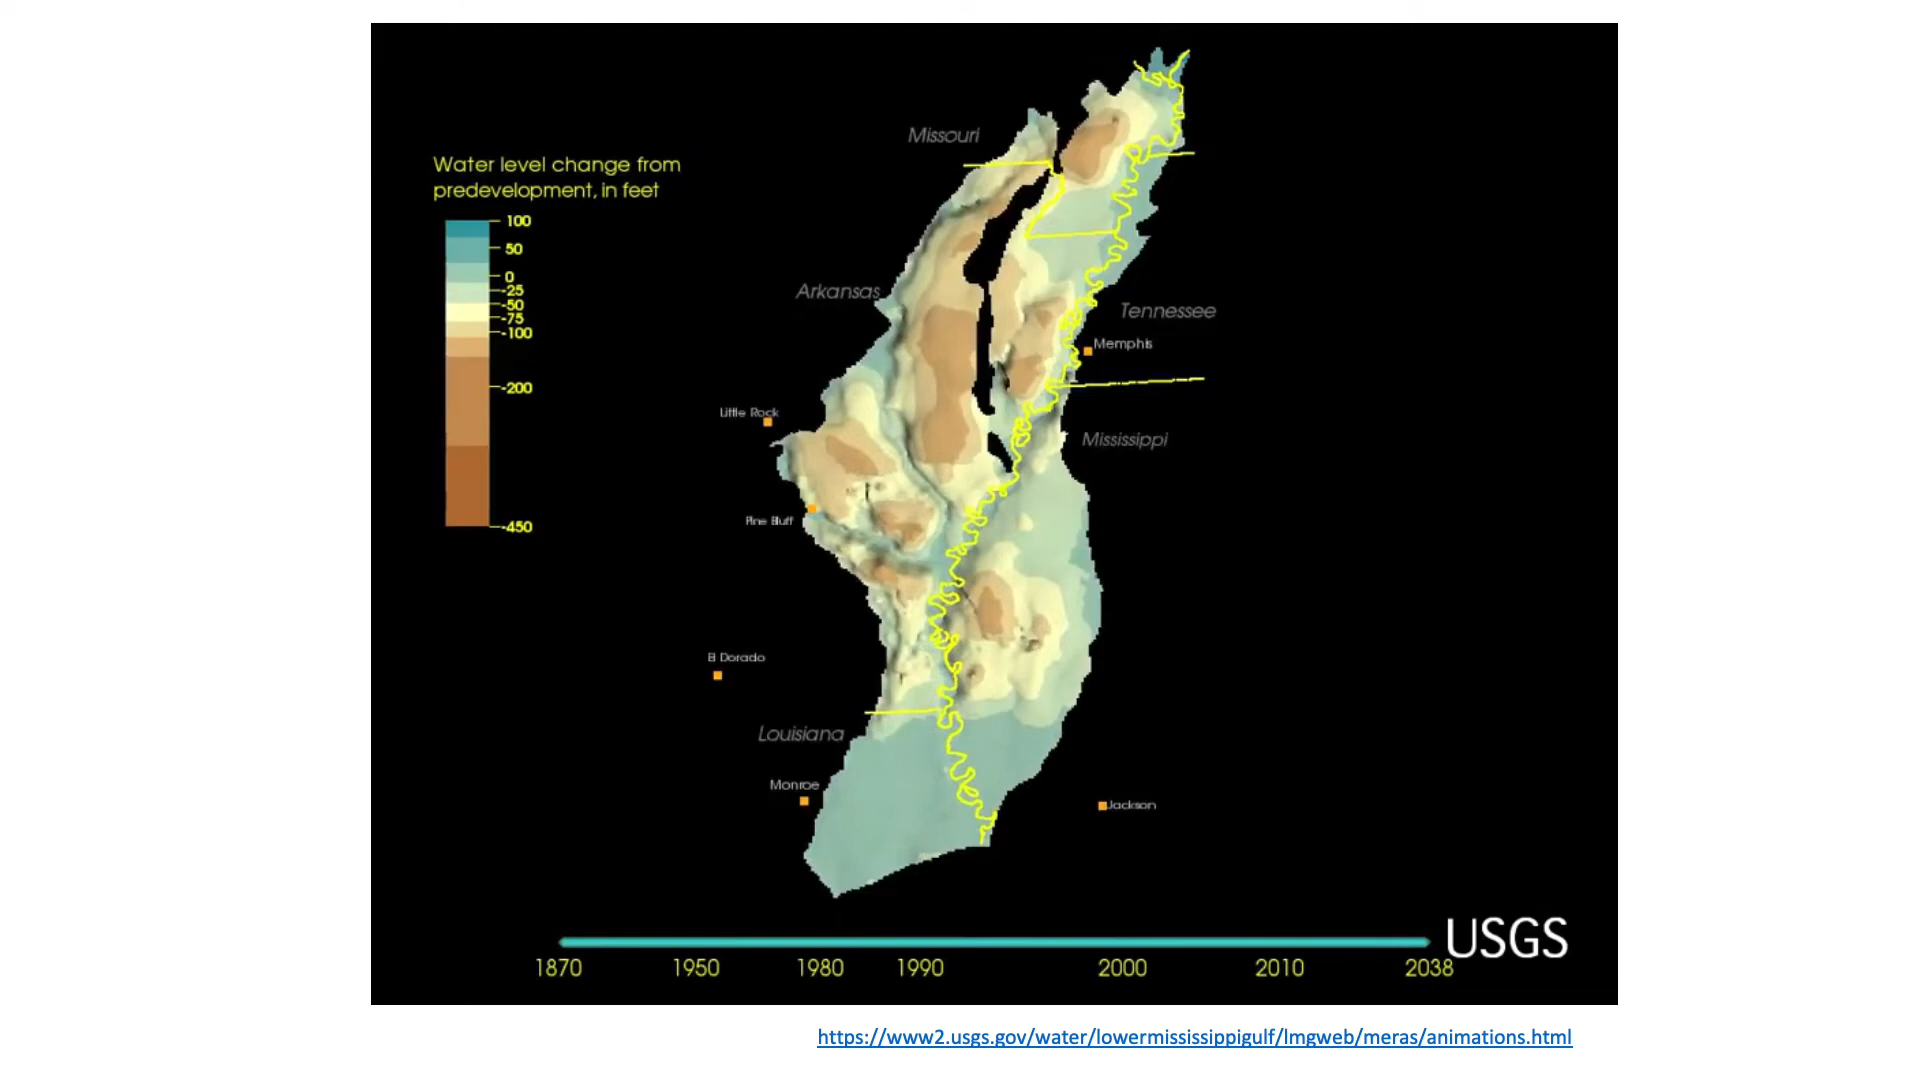 Missouri
Water level change from
predevelopment, in feet
100
50
0
-25
-50
-75
-100
-200
-450
Arkansas
Tennessee
Memphis
Little Rock
Mississippi
Pine Bluff
El Dorado
Louisiana
Monroe
Jackson
USGS
1870 1950 1980 1990 2000 2010 2038
https://www2.usgs.gov/water/lowermississippigulf/lmgweb/meras/animations.html